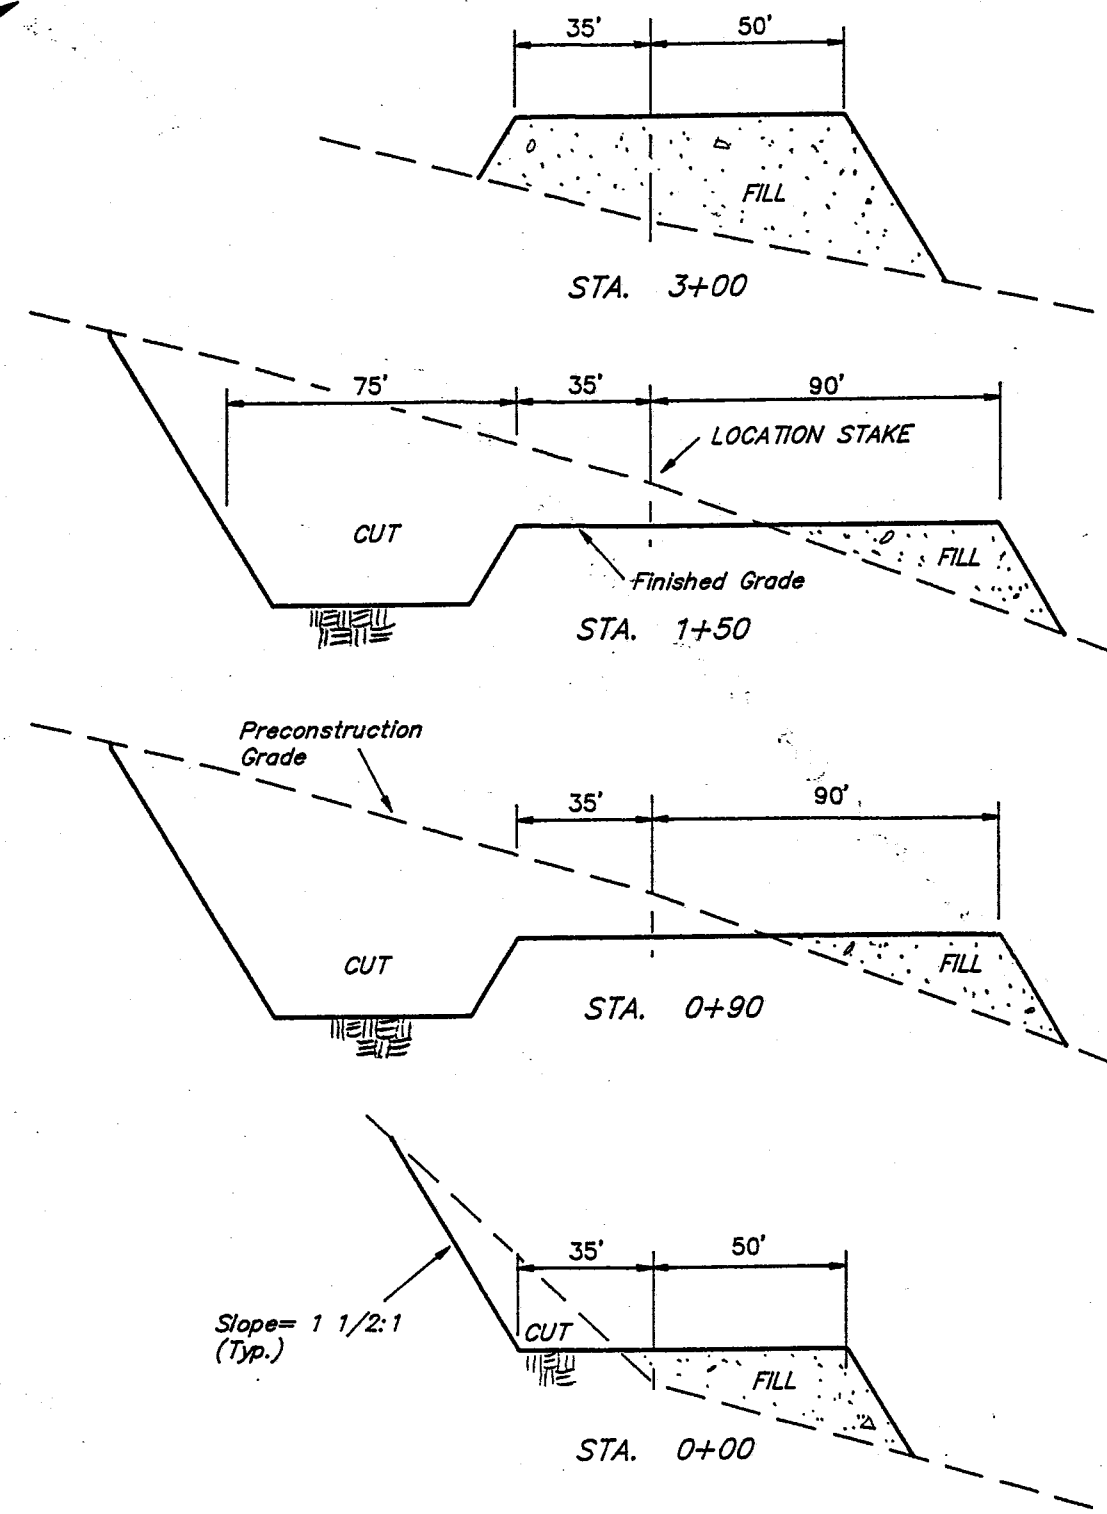 35' 50'
FILL
STA. 3+00
75' 35' 90'
LOCATION STAKE
CUT
FILL
Finished Grade
STA. 1+50
Preconstruction
Grade
35' 90'
CUT
FILL
STA. 0+90
35' 50'
Slope= 1 1/2:1
(Typ.)
CUT
FILL
STA. 0+00